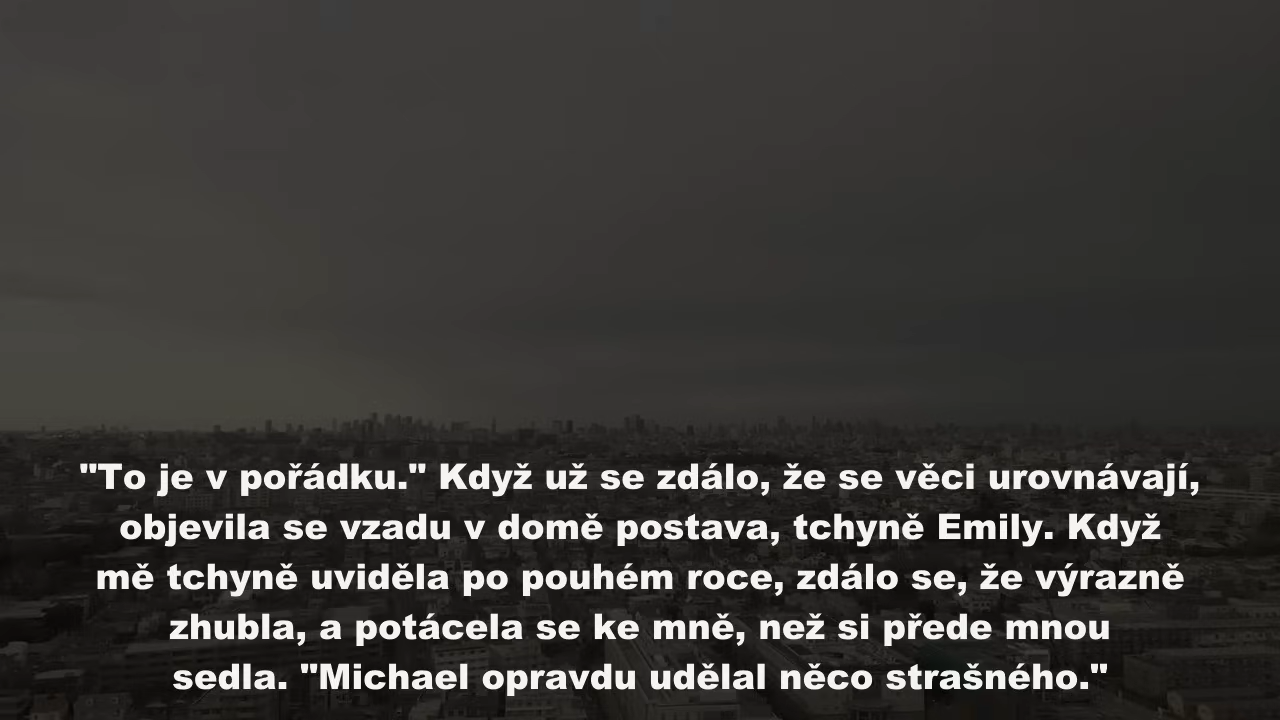 "To je v pořádku." Když už se zdálo, že se věci urovnávají,
objevila se vzadu v domě postava, tchyně Emily. Když
mě tchyně uviděla po pouhém roce, zdálo se, že výrazně
zhubla, a potácela se ke mně, než si přede mnou
sedla. "Michael opravdu udělal něco strašného."